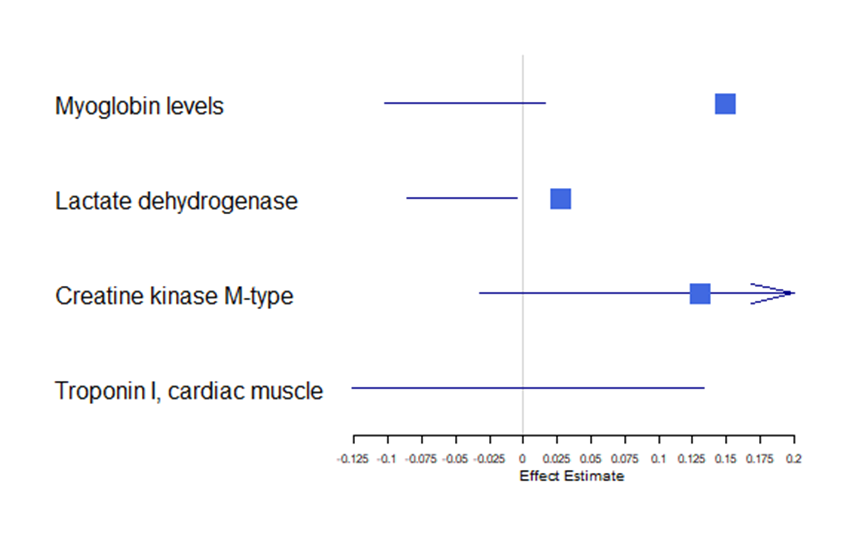 Myoglobin levels
Lactate dehydrogenase
Creatine kinase M-type
Troponin I, cardiac muscle
-0.125 -0.1 -0.075 -0.05 -0.025 0 0.025 0.05 0.075 0.1 0.125 0.15 0.175 0.2
Effect Estimate